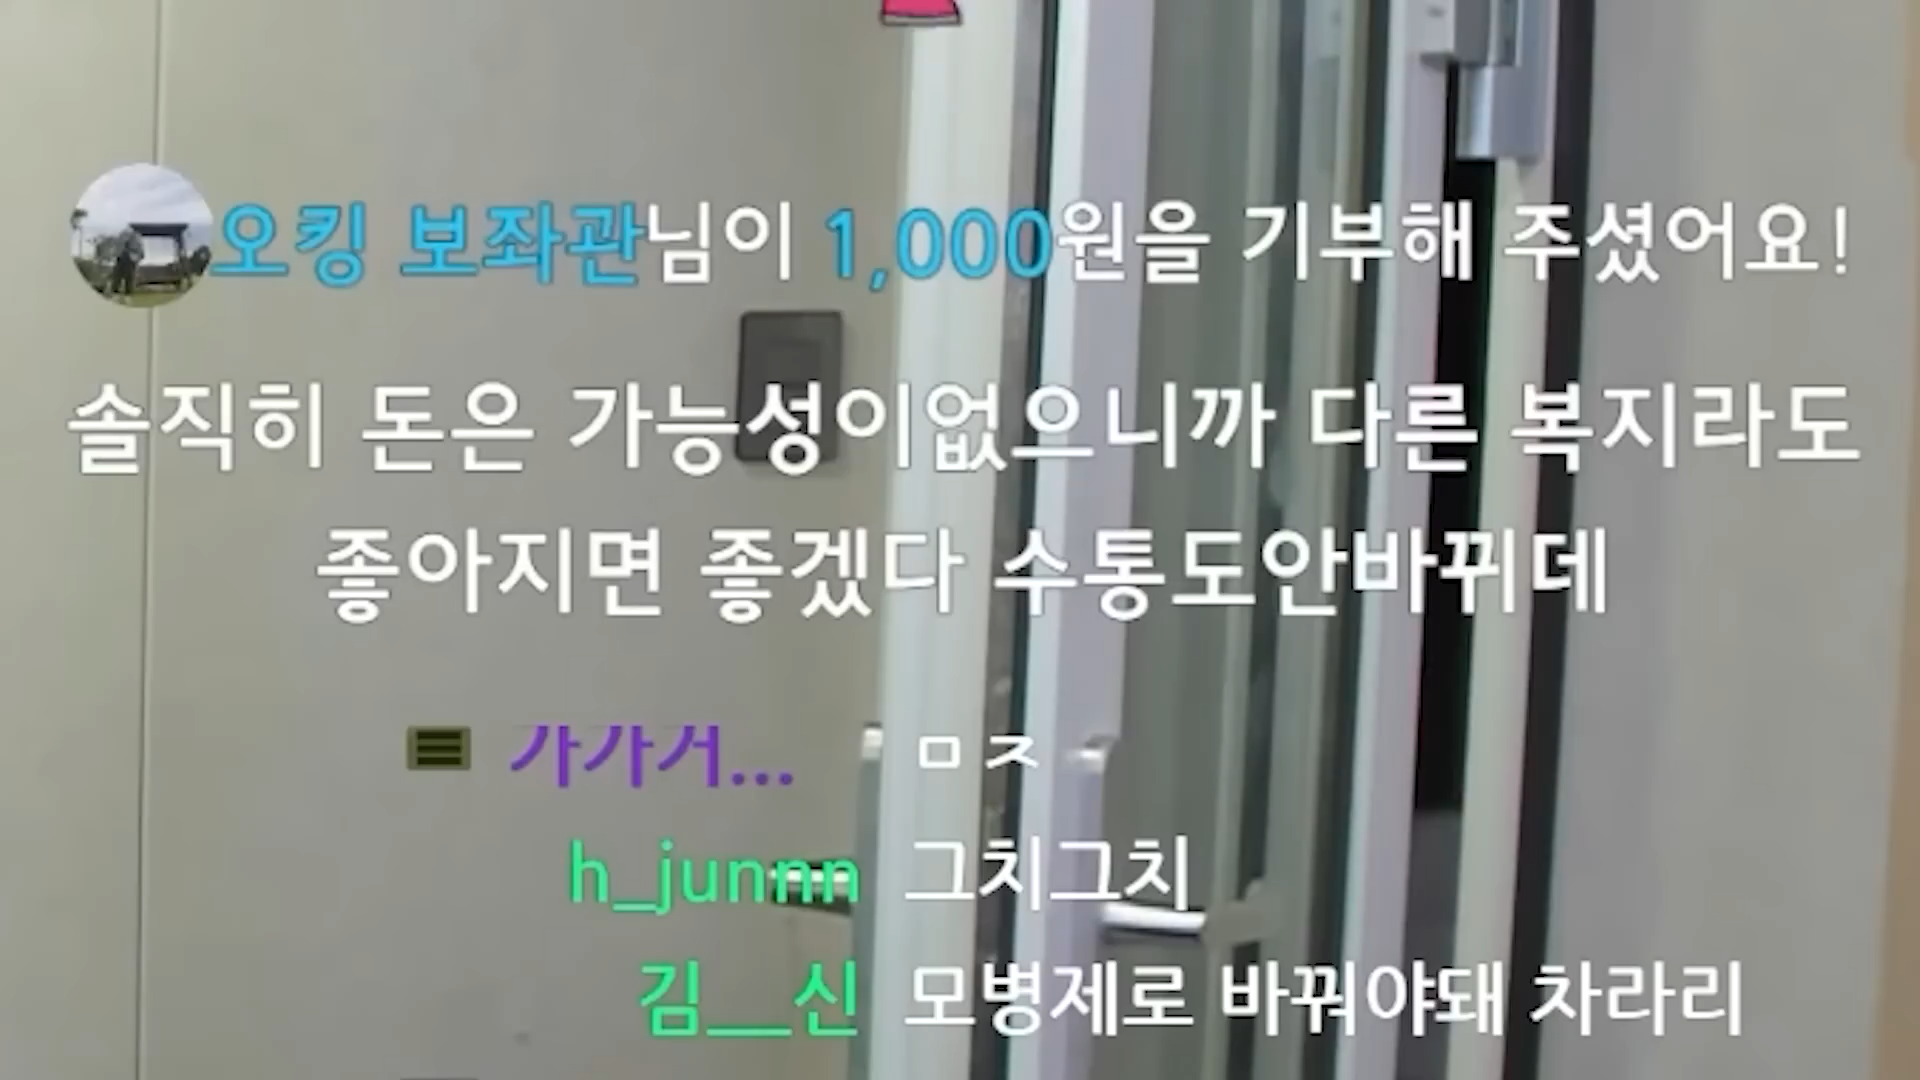 오킹 보좌관님이 1,000원을 기부해 주셨어요!
솔직히 돈은 가능성이없으니까 다른 복지라도
좋아지면 좋겠다 수통도안바뀌데
가가거... ㅁㅈ
h_junnn 그치그치
김__신 모병제로 바꿔야돼 차라리